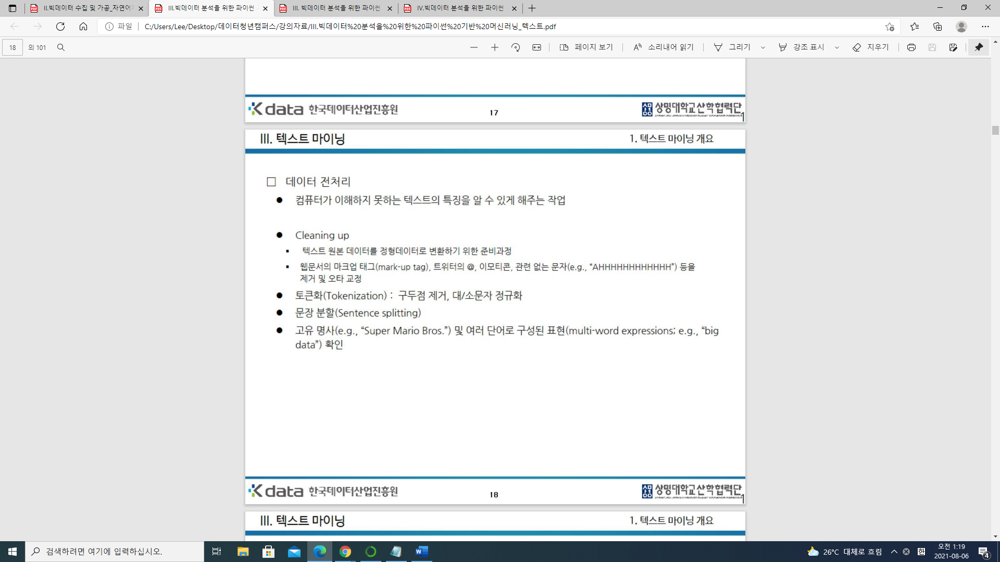 II.빅데이터 수집 및 가공_자연어
III.빅데이터 분석을 위한 파이썬
III. 빅데이터 분석을 위한 파이썬
IV.빅데이터 분석을 위한 파이썬
파일
C:/Users/Lee/Desktop/데이터청년캠퍼스/강의자료/III.빅데이터%20분석을%20위한%20파이썬%20기반%20머신러닝_텍스트.pdf
18 의 101
페이지 보기
소리내어 읽기
그리기
강조 표시
지우기
Kdata 한국데이터산업진흥원
17
상명대학교산학협력단
1
III. 텍스트 마이닝
1. 텍스트 마이닝 개요
□ 데이터 전처리
● 컴퓨터가 이해하지 못하는 텍스트의 특징을 알 수 있게 해주는 작업
● Cleaning up
▪ 텍스트 원본 데이터를 정형데이터로 변환하기 위한 준비과정
▪ 웹문서의 마크업 태그(mark-up tag), 트위터의 @, 이모티콘, 관련 없는 문자(e.g., “AHHHHHHHHHHHH”) 등을
제거 및 오타 교정
● 토큰화(Tokenization) : 구두점 제거, 대/소문자 정규화
● 문장 분할(Sentence splitting)
● 고유 명사(e.g., “Super Mario Bros.”) 및 여러 단어로 구성된 표현(multi-word expressions; e.g., “big
data”) 확인
Kdata 한국데이터산업진흥원
18
상명대학교산학협력단
1
III. 텍스트 마이닝
1. 텍스트 마이닝 개요
검색하려면 여기에 입력하십시오.
26°C 대체로 흐림
한
오전 1:19
2021-08-06
4